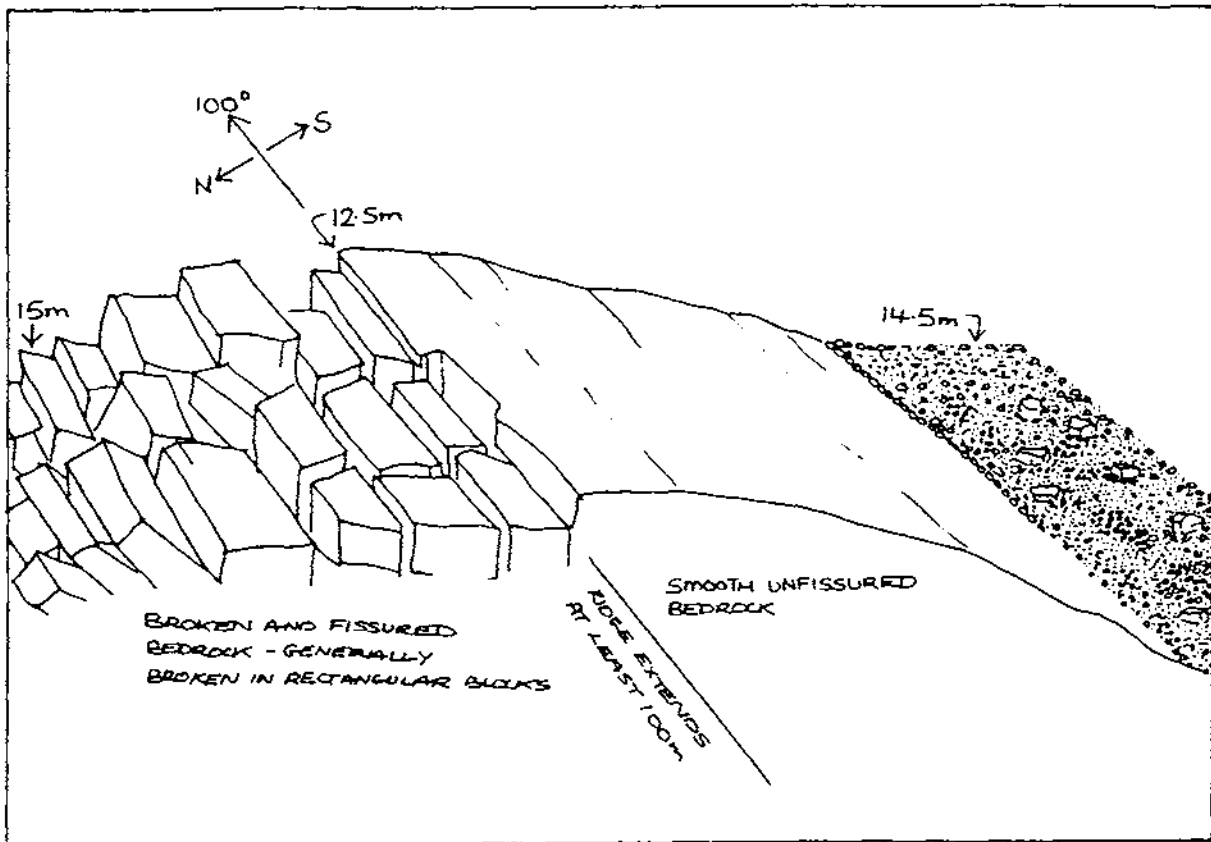 100°
S
N
12.5m
15m
14.5m
SMOOTH UNFISSURED
BEDROCK
BROKEN AND FISSURED
BEDROCK - GENERALLY
BROKEN IN RECTANGULAR BLOCKS
RIDGE EXTENDS
AT LEAST 100m